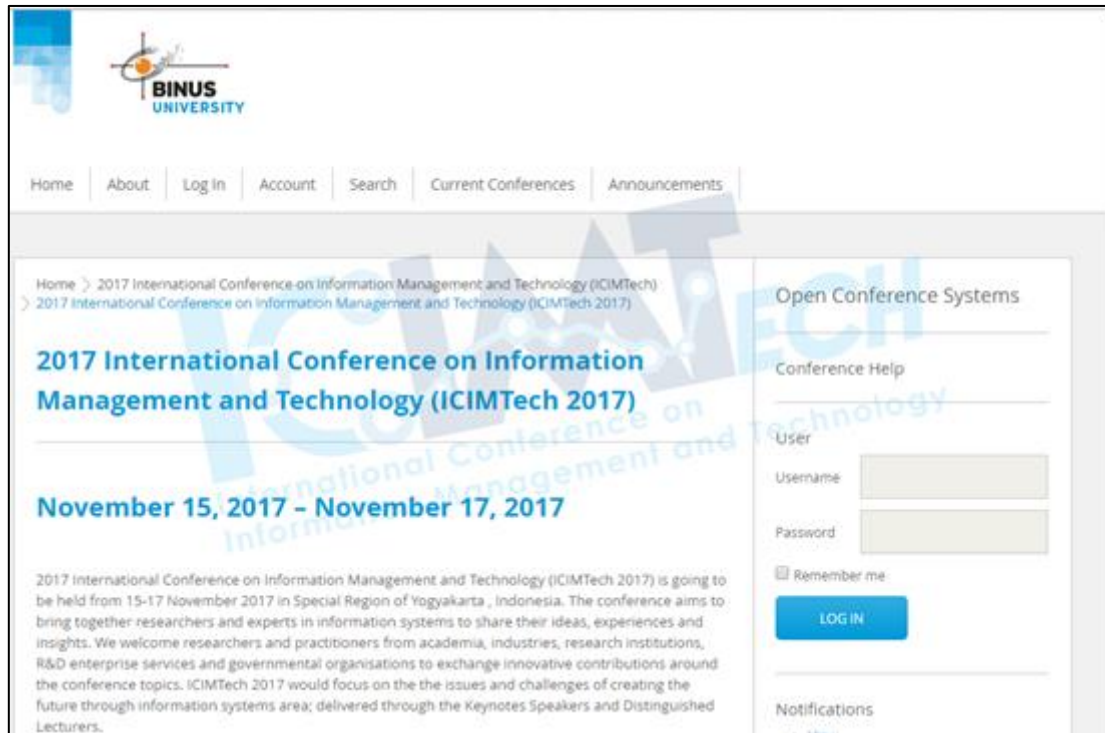 BINUS
UNIVERSITY
Home About Log In Account Search Current Conferences Announcements
Home 〉 2017 International Conference on Information Management and Technology (ICIMTech)
〉 2017 International Conference on Information Management and Technology (ICIMTech 2017)
2017 International Conference on Information
Management and Technology (ICIMTech 2017)
November 15, 2017 – November 17, 2017
2017 International Conference on Information Management and Technology (ICIMTech 2017) is going to
be held from 15-17 November 2017 in Special Region of Yogyakarta , Indonesia. The conference aims to
bring together researchers and experts in information systems to share their ideas, experiences and
insights. We welcome researchers and practitioners from academia, industries, research institutions,
R&D enterprise services and governmental organisations to exchange innovative contributions around
the conference topics. ICIMTech 2017 would focus on the the issues and challenges of creating the
future through information systems area; delivered through the Keynotes Speakers and Distinguished
Lecturers.
Open Conference Systems
Conference Help
User
Username
Password
Remember me
LOG IN
Notifications
ICIMTECH
International Conference on
Information Management and Technology